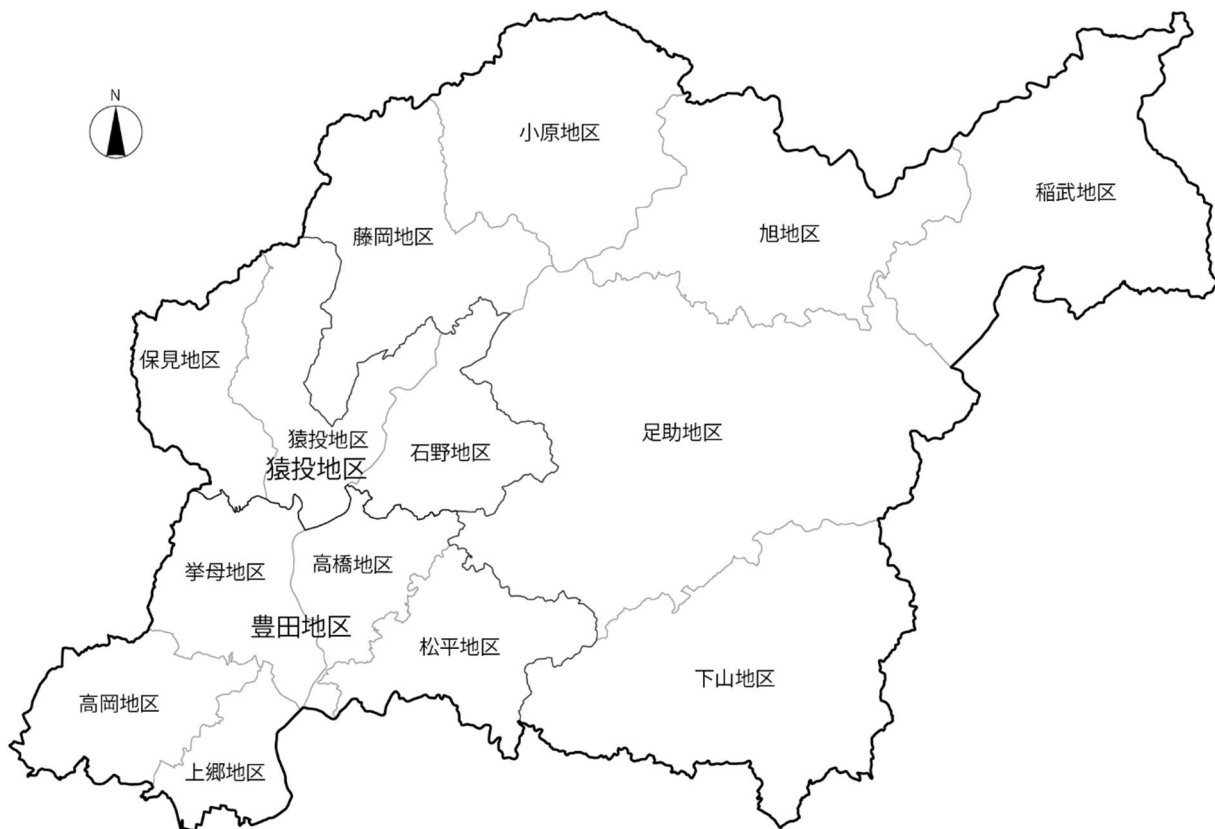 N
小原地区
稲武地区
藤岡地区
旭地区
保見地区
猿投地区
猿投地区
石野地区
足助地区
挙母地区
高橋地区
豊田地区
松平地区
下山地区
高岡地区
上郷地区